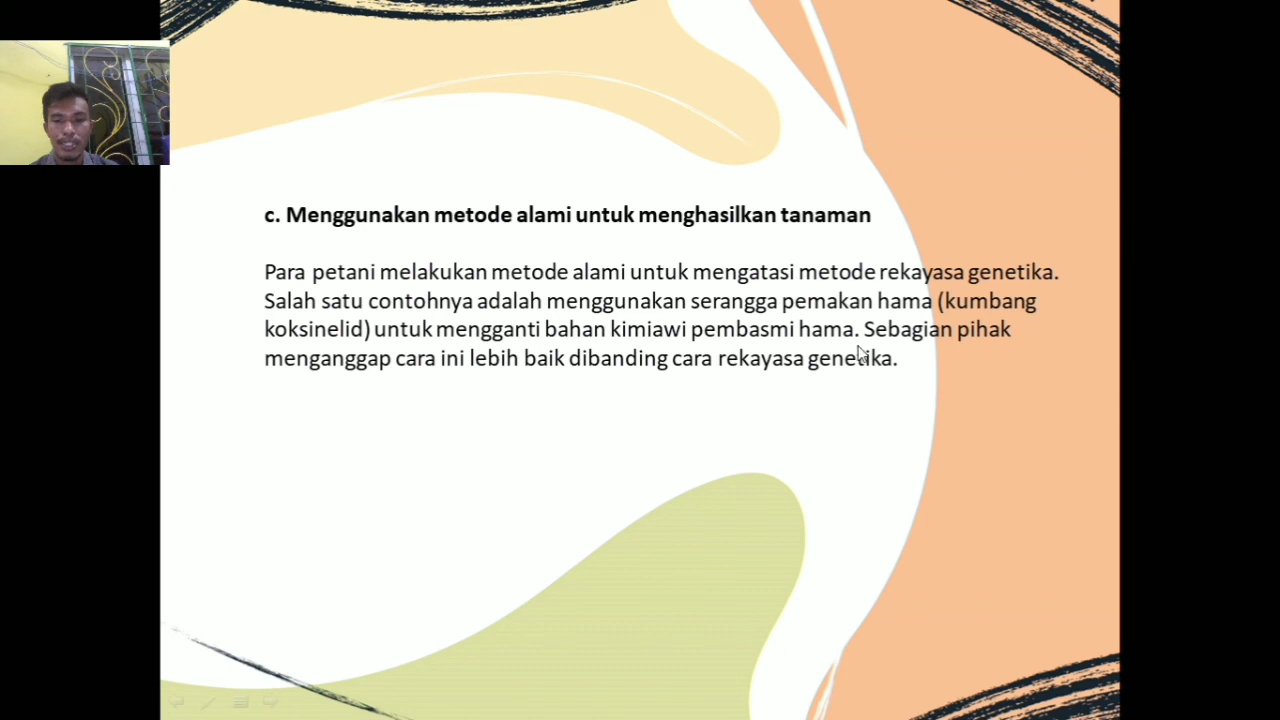 c. Menggunakan metode alami untuk menghasilkan tanaman
Para petani melakukan metode alami untuk mengatasi metode rekayasa genetika.
Salah satu contohnya adalah menggunakan serangga pemakan hama (kumbang
koksinelid) untuk mengganti bahan kimiawi pembasmi hama. Sebagian pihak
menganggap cara ini lebih baik dibanding cara rekayasa genetika.